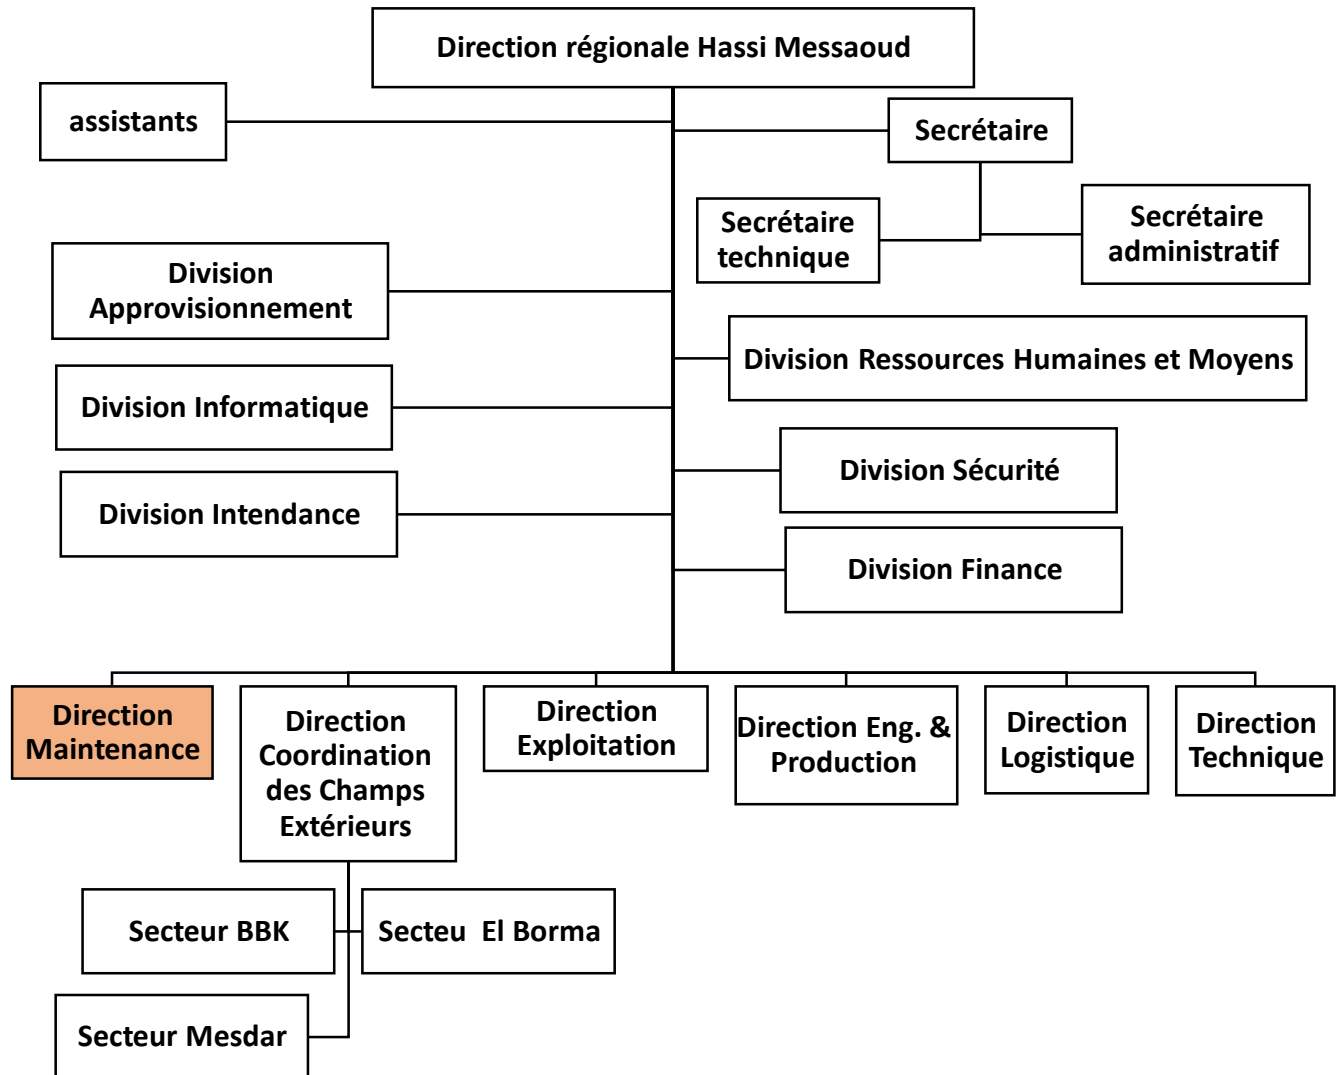 Direction régionale Hassi Messaoud
assistants
Secrétaire
Secrétaire
technique
Secrétaire
administratif
Division
Approvisionnement
Division Ressources Humaines et Moyens
Division Informatique
Division Sécurité
Division Intendance
Division Finance
Direction
Maintenance
Direction
Coordination
des Champs
Extérieurs
Direction
Exploitation
Direction Eng. &
Production
Direction
Logistique
Direction
Technique
Secteur BBK
Secteu El Borma
Secteur Mesdar